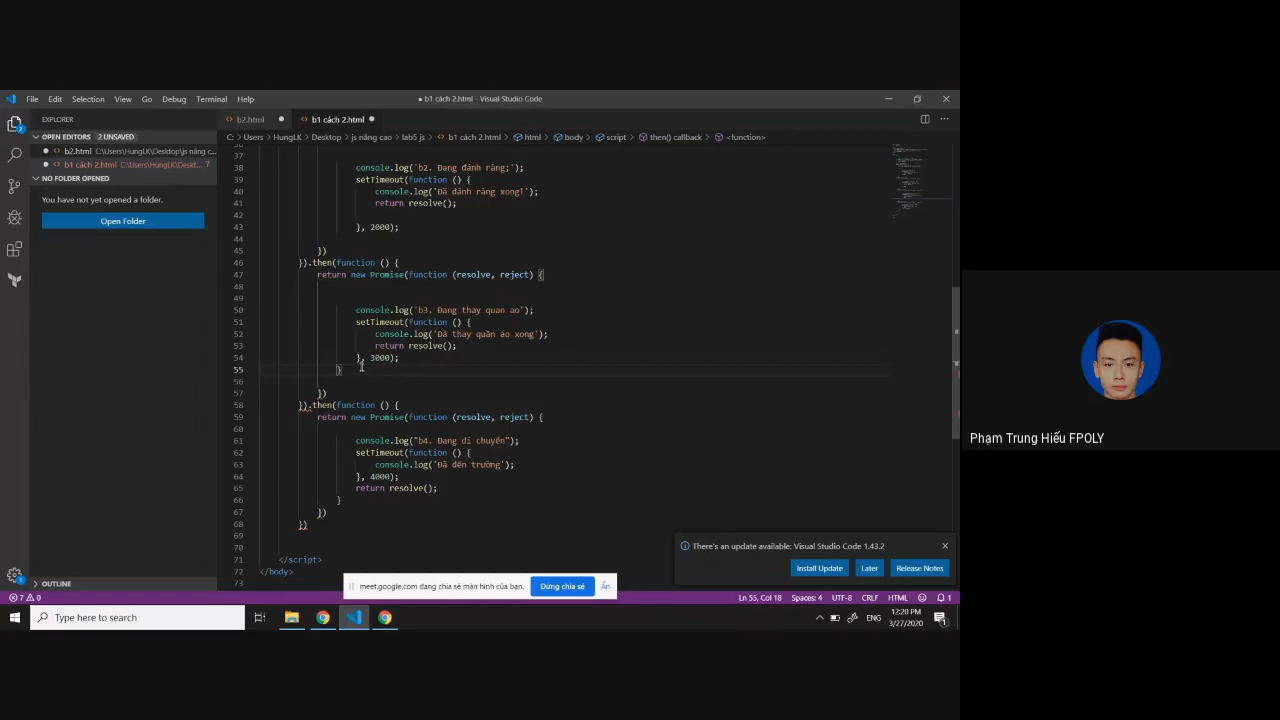 File Edit Selection View Go Debug Terminal Help
● b1 cách 2.html - Visual Studio Code
EXPLORER
b2.html ●
b1 cách 2.html ●
OPEN EDITORS 2 UNSAVED
● b2.html C:\Users\HungLK\Desktop\js nâng c...
● b1 cách 2.html C:\Users\HungLK\Deskt... 7
NO FOLDER OPENED
You have not yet opened a folder.
Open Folder
OUTLINE
C: > Users > HungLK > Desktop > js nâng cao > lab5 js > b1 cách 2.html > html > body > script > then() callback > <function>
36
37
38 console.log('b2. Đang đánh răng;');
39 setTimeout(function () {
40 console.log('Đã đánh răng xong!');
41 return resolve();
42
43 }, 2000);
44
45 })
46 }).then(function () {
47 return new Promise(function (resolve, reject) {
48
49
50 console.log('b3. Đang thay quan ao');
51 setTimeout(function () {
52 console.log('Đã thay quần áo xong');
53 return resolve();
54 }, 3000);
55 }
56
57 })
58 }).then(function () {
59 return new Promise(function (resolve, reject) {
60
61 console.log("b4. Đang di chuyển");
62 setTimeout(function () {
63 console.log('Đã đến trường');
64 }, 4000);
65 return resolve();
66 }
67 })
68 })
69
70
71 </script>
72 </body>
73
There's an update available: Visual Studio Code 1.43.2
Install Update Later Release Notes
meet.google.com đang chia sẻ màn hình của bạn. Dừng chia sẻ Ẩn
7 0 Ln 55, Col 18 Spaces: 4 UTF-8 CRLF HTML 1
Type here to search
ENG
12:20 PM
3/27/2020
Phạm Trung Hiếu FPOLY